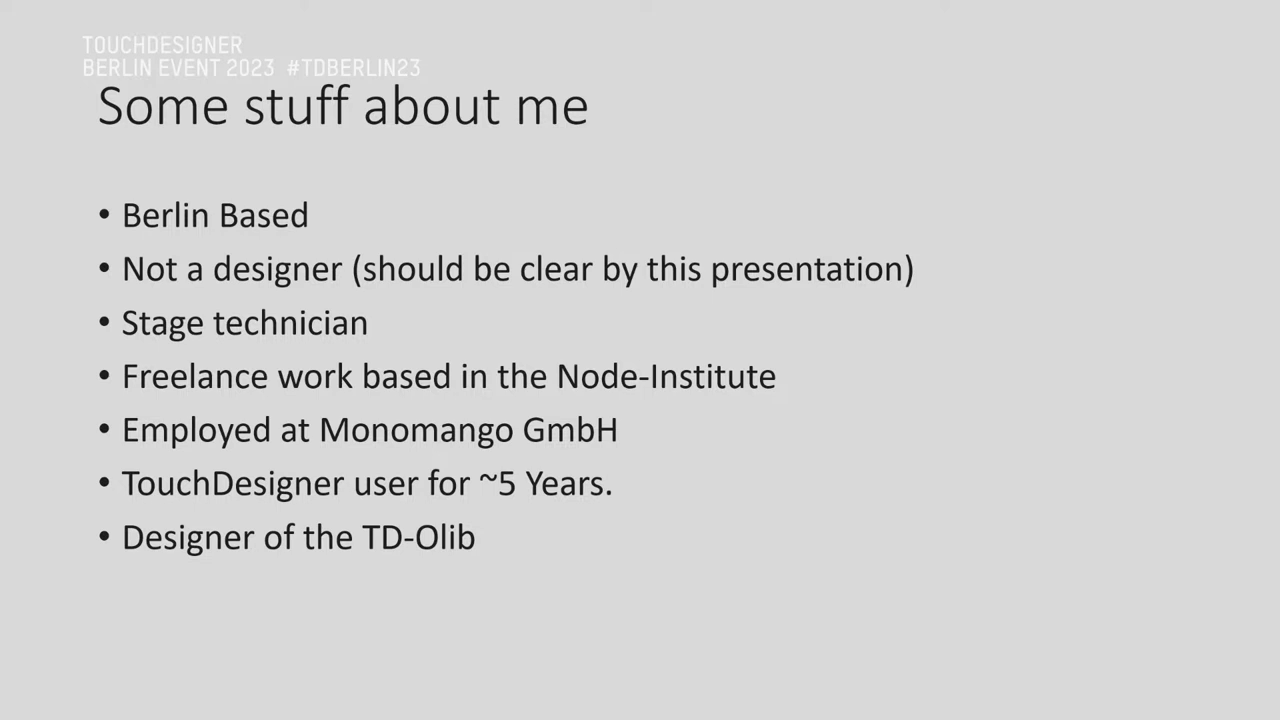 TOUCHDESIGNER
BERLIN EVENT 2023 #TDBERLIN23
Some stuff about me
• Berlin Based
• Not a designer (should be clear by this presentation)
• Stage technician
• Freelance work based in the Node-Institute
• Employed at Monomango GmbH
• TouchDesigner user for ~5 Years.
• Designer of the TD-Olib